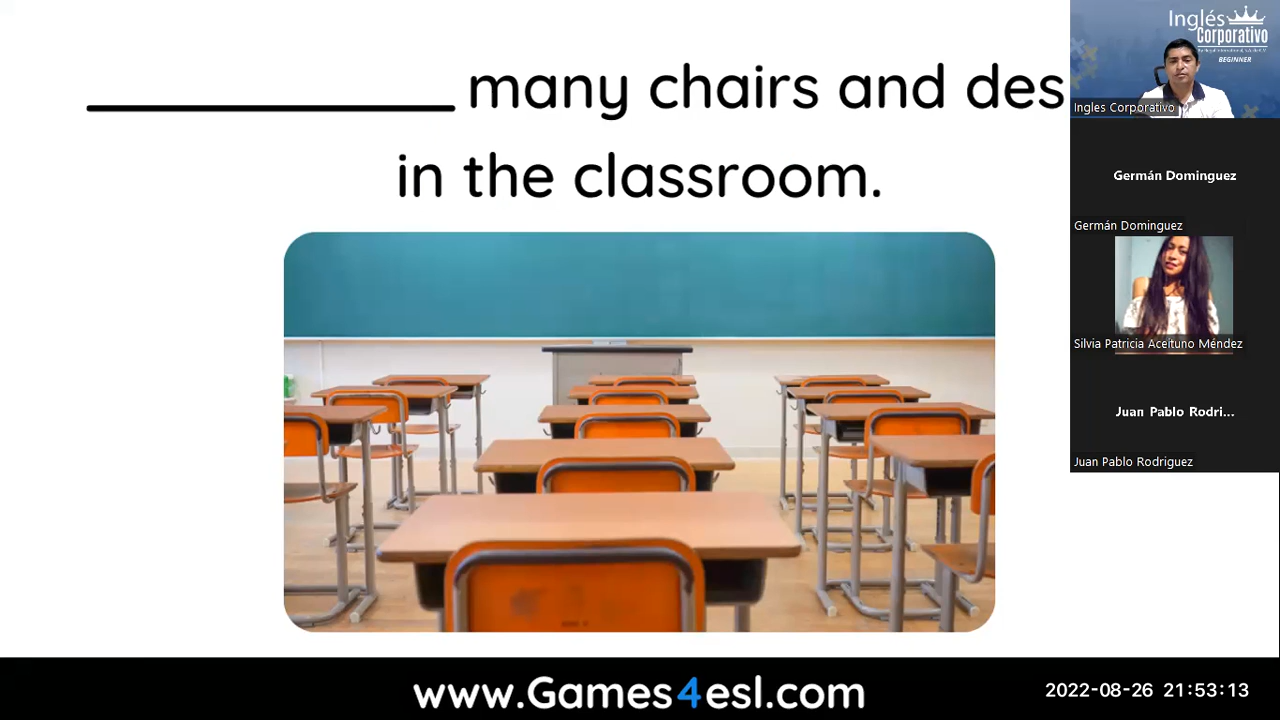 many chairs and des
in the classroom.
www.Games4esl.com
2022-08-26 21:53:13
Inglés
Corporativo
BEGINNER
Ingles Corporativo
Germán Dominguez
Germán Dominguez
Silvia Patricia Aceituno Méndez
Juan Pablo Rodri...
Juan Pablo Rodriguez